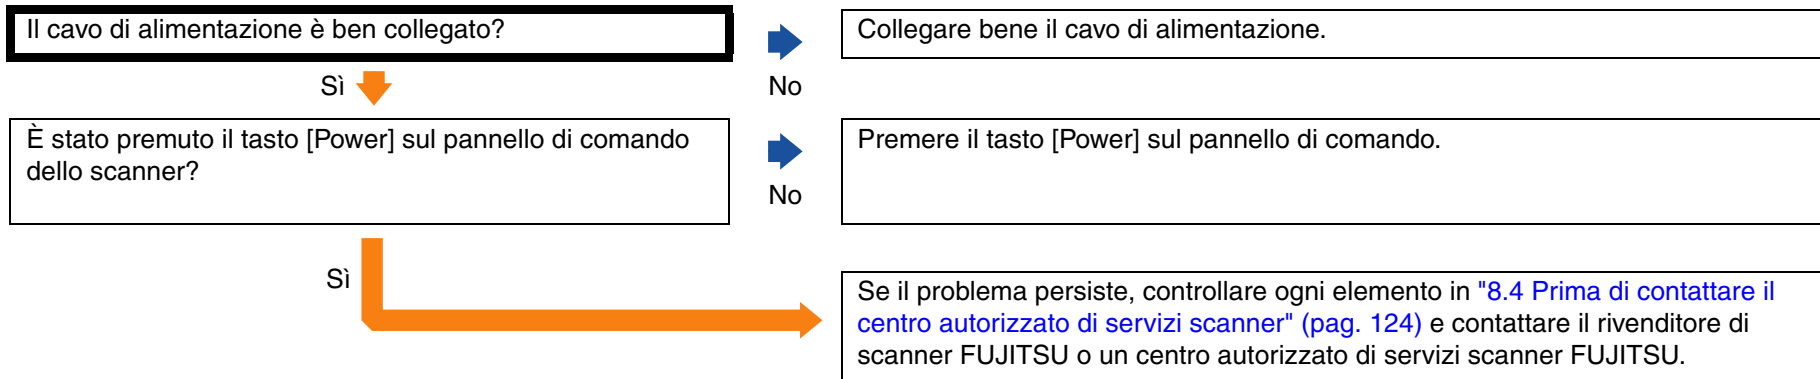 Il cavo di alimentazione è ben collegato?
Collegare bene il cavo di alimentazione.
Sì
No
È stato premuto il tasto [Power] sul pannello di comando
dello scanner?
Premere il tasto [Power] sul pannello di comando.
No
Sì
Se il problema persiste, controllare ogni elemento in "8.4 Prima di contattare il
centro autorizzato di servizi scanner" (pag. 124) e contattare il rivenditore di
scanner FUJITSU o un centro autorizzato di servizi scanner FUJITSU.